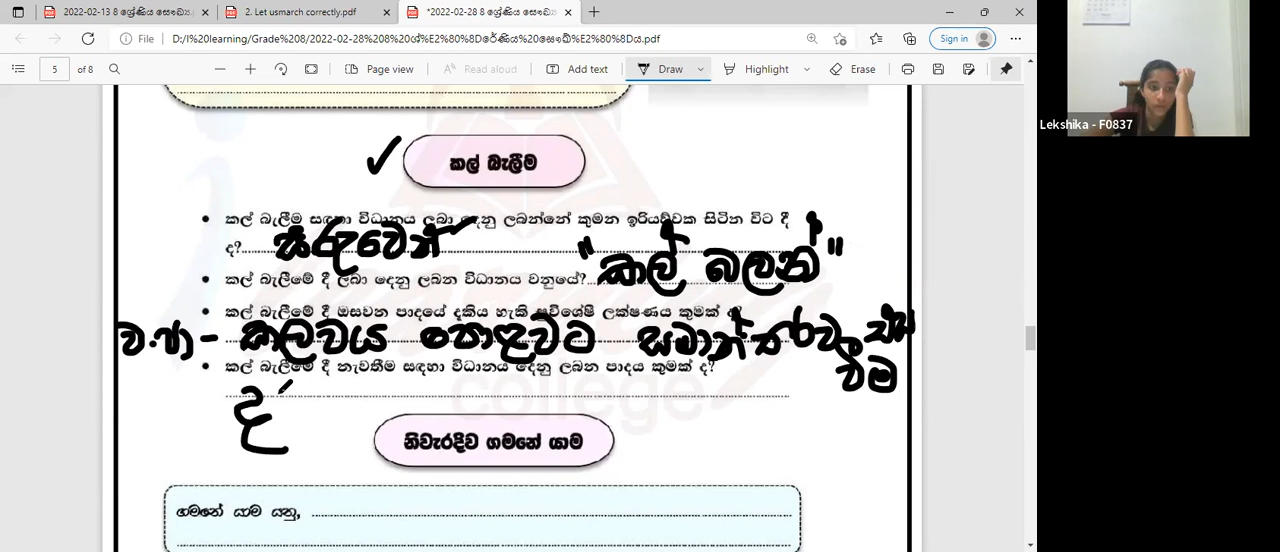 2022-02-13 8 ශ්‍රේණිය සෞඛ්‍ය
2. Let usmarch correctly.pdf
*2022-02-28 8 ශ්‍රේණිය සෞඛ්‍ය
File
D:/I%20learning/Grade%208/2022-02-28%208%20ශ්%E2%80%8Dරේණිය%20සෞඛ්%E2%80%8Dය.pdf
Sign in
5 of 8
Page view
Read aloud
Add text
Draw
Highlight
Erase
Lekshika - F0837
කල් බැලීම
• කල් බැලීම සඳහා විධානය ලබා දෙනු ලබන්නේ කුමන ඉරියව්වක සිටින විට දී
ද? සීරුවෙන්
• කල් බැලීමේ දී ලබා දෙනු ලබන විධානය වනුයේ? "කල් බලන්"
• කල් බැලීමේ දී ඔසවන පාදයේ දැකිය හැකි සුවිශේෂි ලක්ෂණය කුමක් ද?
කලවය පොළවට සමාන්තරව
වීම
• කල් බැලීමේ දී නැවතීම සඳහා විධානය දෙනු ලබන පාදය කුමක් ද?
ද
නිවැරදිව ගමනේ යාම
ගමනේ යාම යනු,
college